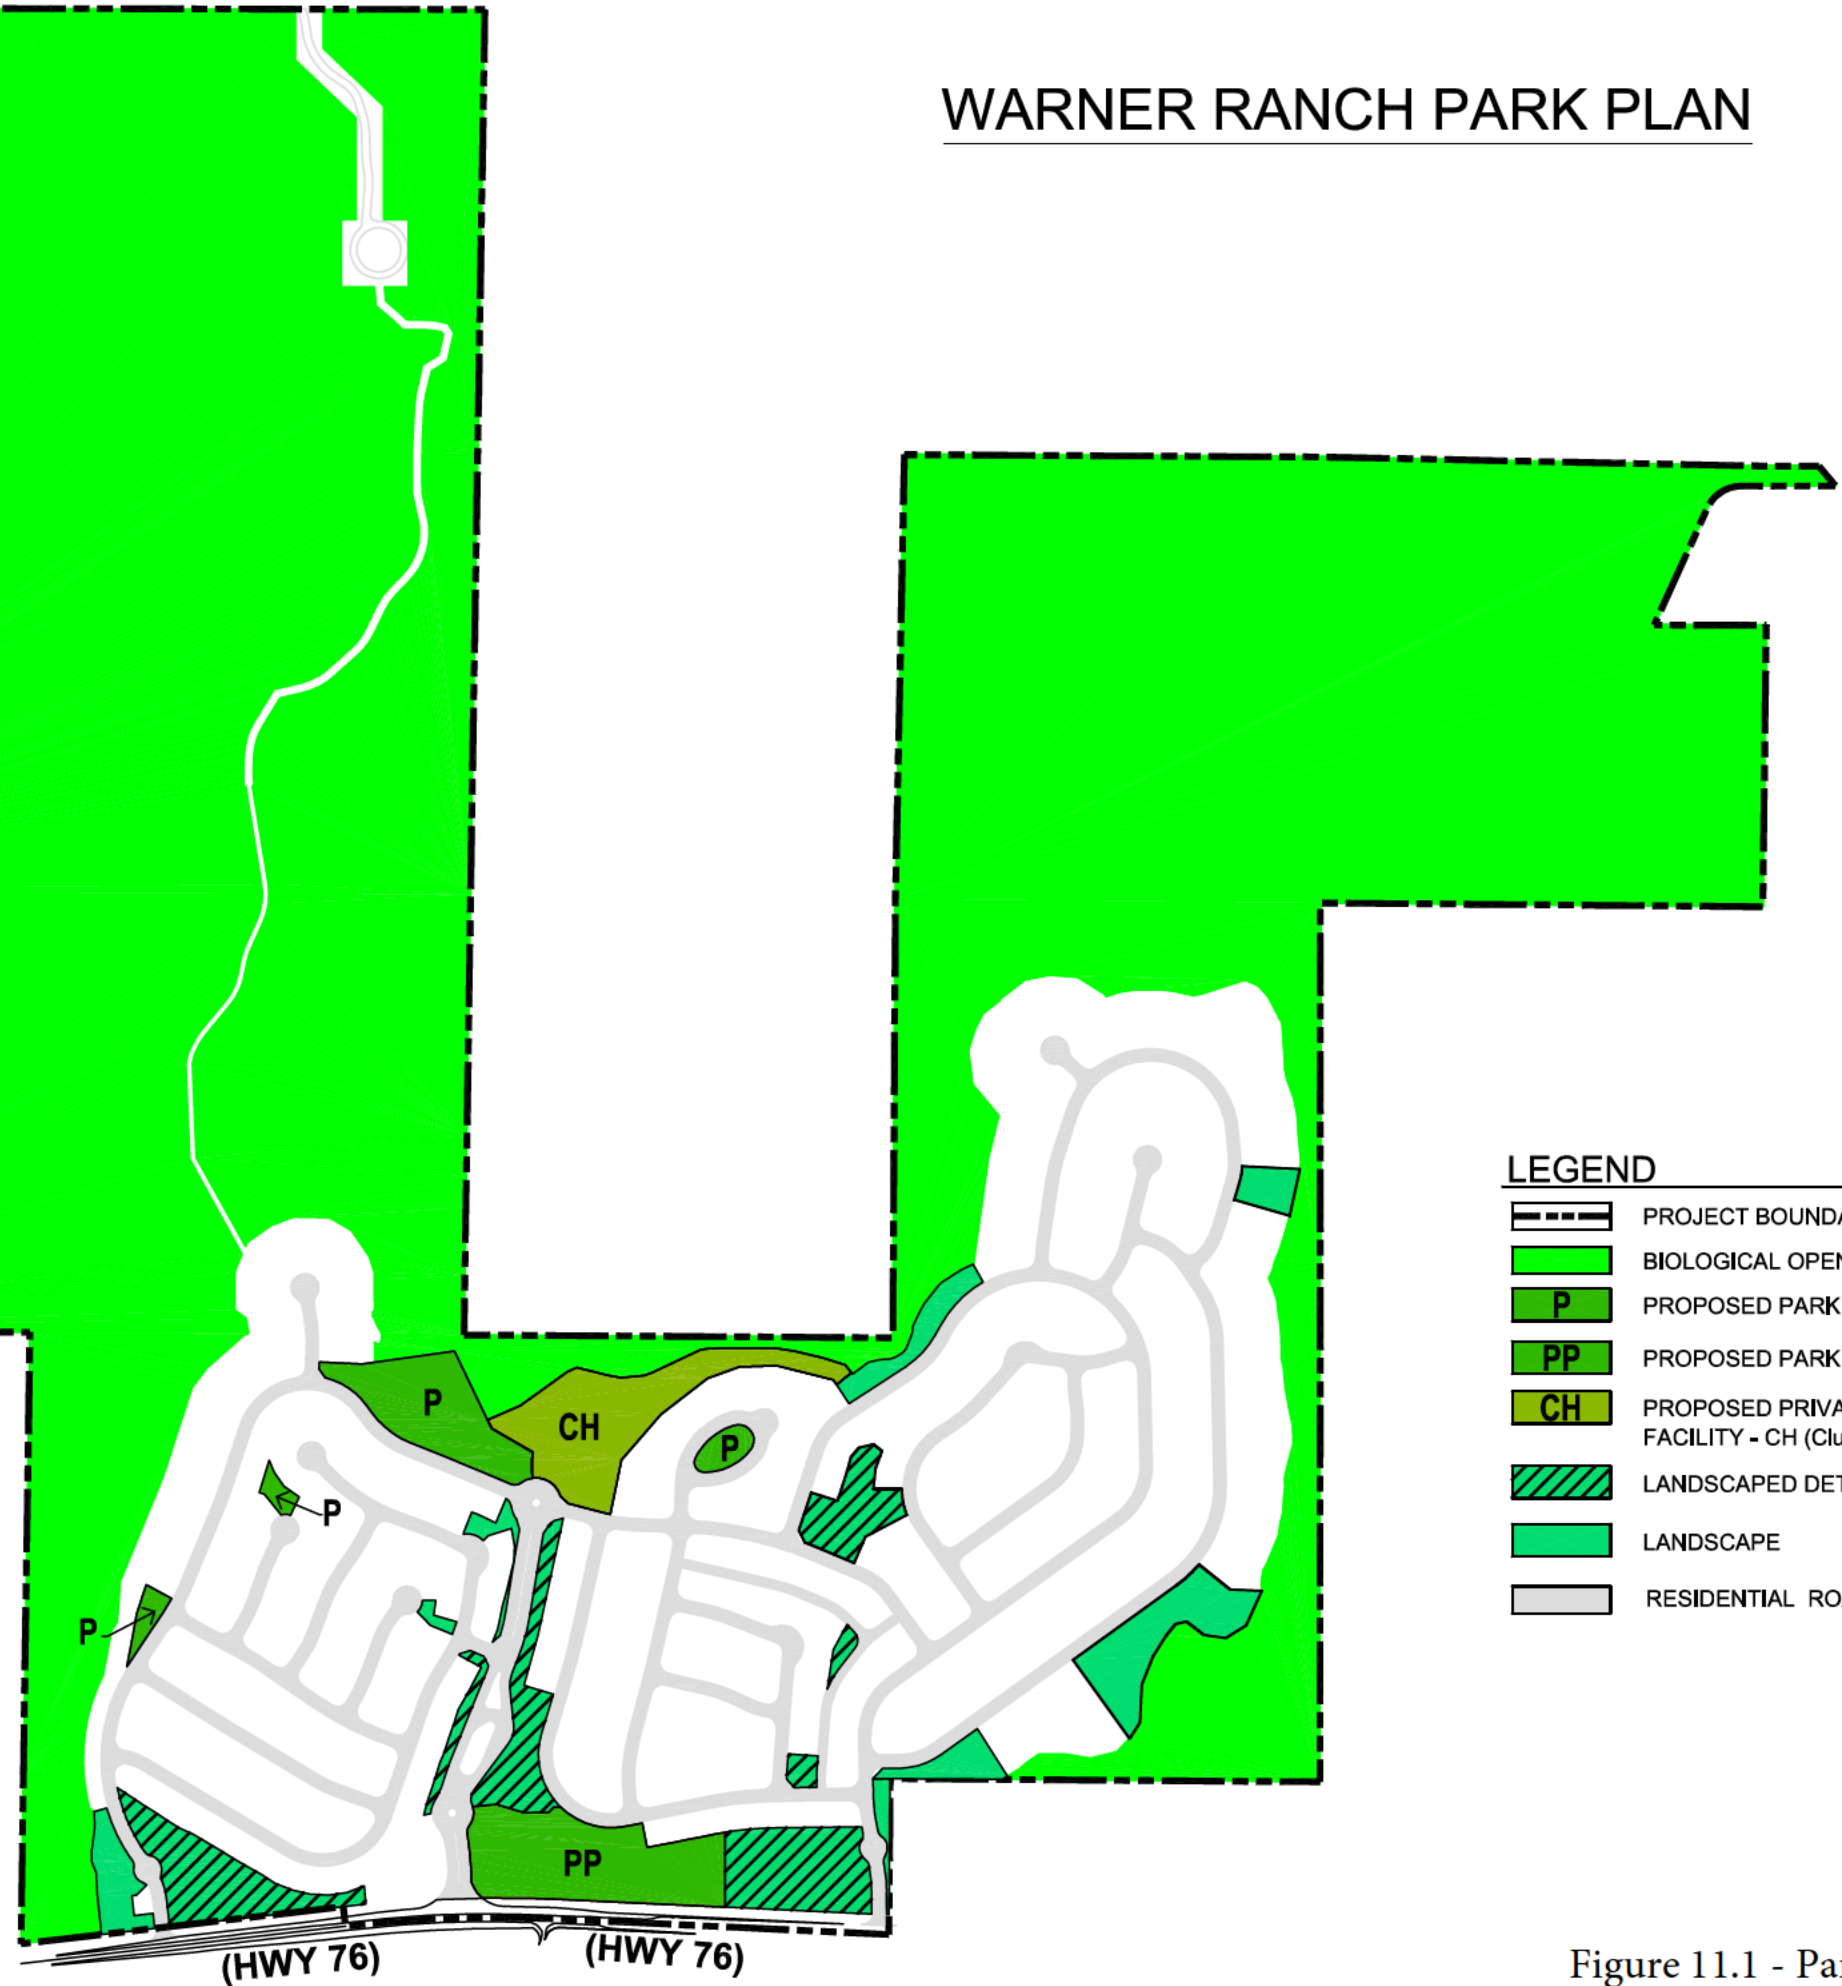 WARNER RANCH PARK PLAN
LEGEND
PROJECT BOUNDA
BIOLOGICAL OPEN
P PROPOSED PARK
PP PROPOSED PARK
CH PROPOSED PRIVA
FACILITY - CH (Clu
LANDSCAPED DET
LANDSCAPE
RESIDENTIAL RO
P
CH
P
P
P
PP
(HWY 76)
(HWY 76)
Figure 11.1 - Pa